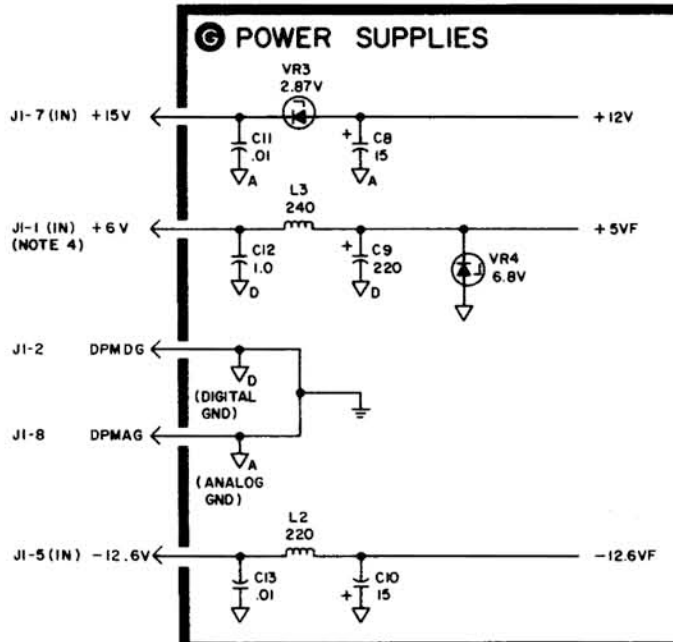 G POWER SUPPLIES
VR3
2.87V
J1-7 (IN) +15V
+12V
C11
.01
A
+
C8
15
A
L3
240
J1-1 (IN) +6V
(NOTE 4)
+5VF
C12
1.0
D
+
C9
220
D
VR4
6.8V
J1-2 DPMDG
D
(DIGITAL
GND)
J1-8 DPMAG
A
(ANALOG
GND)
L2
220
J1-5 (IN) -12.6V
-12.6VF
C13
.01
+
C10
15